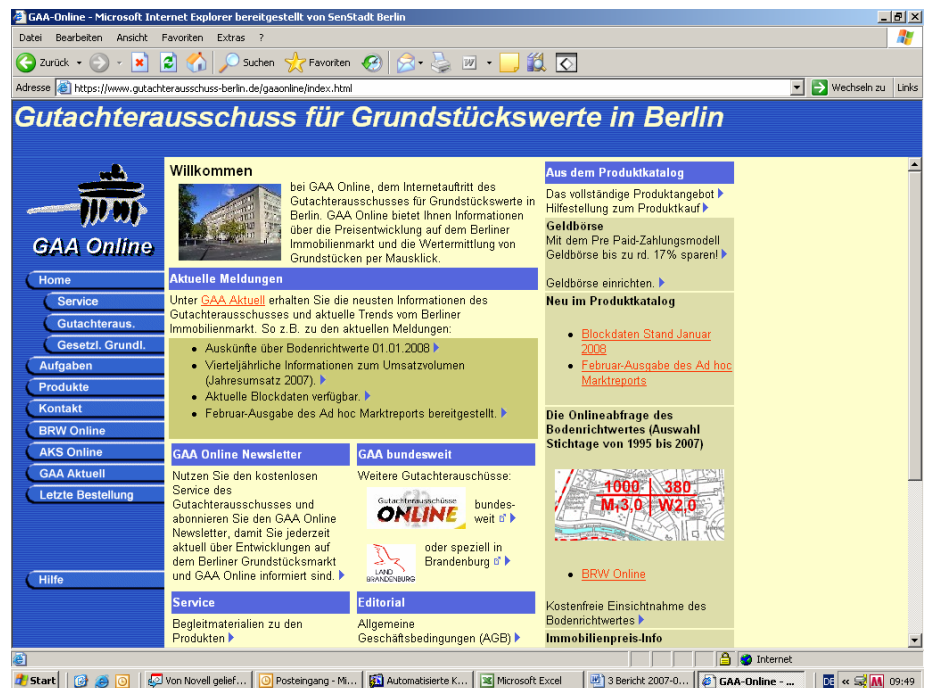 GAA-Online - Microsoft Internet Explorer bereitgestellt von SenStadt Berlin
Datei Bearbeiten Ansicht Favoriten Extras ?
Zurück Suchen Favoriten
Adresse https://www.gutachterausschuss-berlin.de/gaaonline/index.html Wechseln zu Links
Gutachterausschuss für Grundstückswerte in Berlin
GAA Online
Home
Service
Gutachteraus.
Gesetzl. Grundl.
Aufgaben
Produkte
Kontakt
BRW Online
AKS Online
GAA Aktuell
Letzte Bestellung
Hilfe
Willkommen
bei GAA Online, dem Internetauftritt des
Gutachterausschusses für Grundstückswerte in
Berlin. GAA Online bietet Ihnen Informationen
über die Preisentwicklung auf dem Berliner
Immobilienmarkt und die Wertermittlung von
Grundstücken per Mausklick.
Aktuelle Meldungen
Unter GAA Aktuell erhalten Sie die neusten Informationen des
Gutachterausschusses und aktuelle Trends vom Berliner
Immobilienmarkt. So z.B. zu den aktuellen Meldungen:
• Auskünfte über Bodenrichtwerte 01.01.2008
• Vierteljährliche Informationen zum Umsatzvolumen
(Jahresumsatz 2007).
• Aktuelle Blockdaten verfügbar.
• Februar-Ausgabe des Ad hoc Marktreports bereitgestellt.
GAA Online Newsletter
Nutzen Sie den kostenlosen
Service des
Gutachterausschusses und
abonnieren Sie den GAA Online
Newsletter, damit Sie jederzeit
aktuell über Entwicklungen auf
dem Berliner Grundstücksmarkt
und GAA Online informiert sind.
GAA bundesweit
Weitere Gutachterauschüsse:
Gutachterausschüsse
ONLINE
bundes-
weit
LAND
BRANDENBURG
oder speziell in
Brandenburg
Service
Begleitmaterialien zu den
Produkten
Editorial
Allgemeine
Geschäftsbedingungen (AGB)
Aus dem Produktkatalog
Das vollständige Produktangebot
Hilfestellung zum Produktkauf
Geldbörse
Mit dem Pre Paid-Zahlungsmodell
Geldbörse bis zu rd. 17% sparen!
Geldbörse einrichten.
Neu im Produktkatalog
• Blockdaten Stand Januar
2008
• Februar-Ausgabe des Ad hoc
Marktreports
Die Onlineabfrage des
Bodenrichtwertes (Auswahl
Stichtage von 1995 bis 2007)
1000 380
M₁3,0 W2,0
• BRW Online
Kostenfreie Einsichtnahme des
Bodenrichtwertes
Immobilienpreis-Info
Internet
Start Von Novell gelief... Posteingang - Mi... Automatisierte K... Microsoft Excel 3 Bericht 2007-0... GAA-Online - ... DE « 09:49